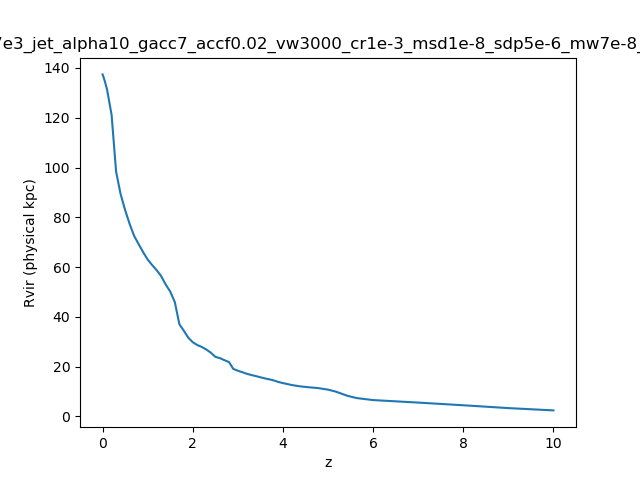 7e3_jet_alpha10_gacc7_accf0.02_vw3000_cr1e-3_msd1e-8_sdp5e-6_mw7e-8_
140
120
100
80
60
40
20
0
Rvir (physical kpc)
0 2 4 6 8 10
z